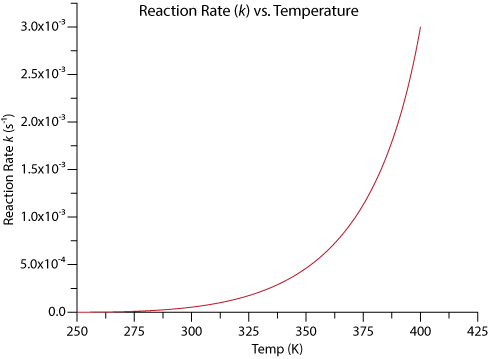 Reaction Rate (k) vs. Temperature
3.0x10⁻³
2.5x10⁻³
2.0x10⁻³
1.5x10⁻³
1.0x10⁻³
5.0x10⁻⁴
0.0
Reaction Rate k (s⁻¹)
250 275 300 325 350 375 400 425
Temp (K)